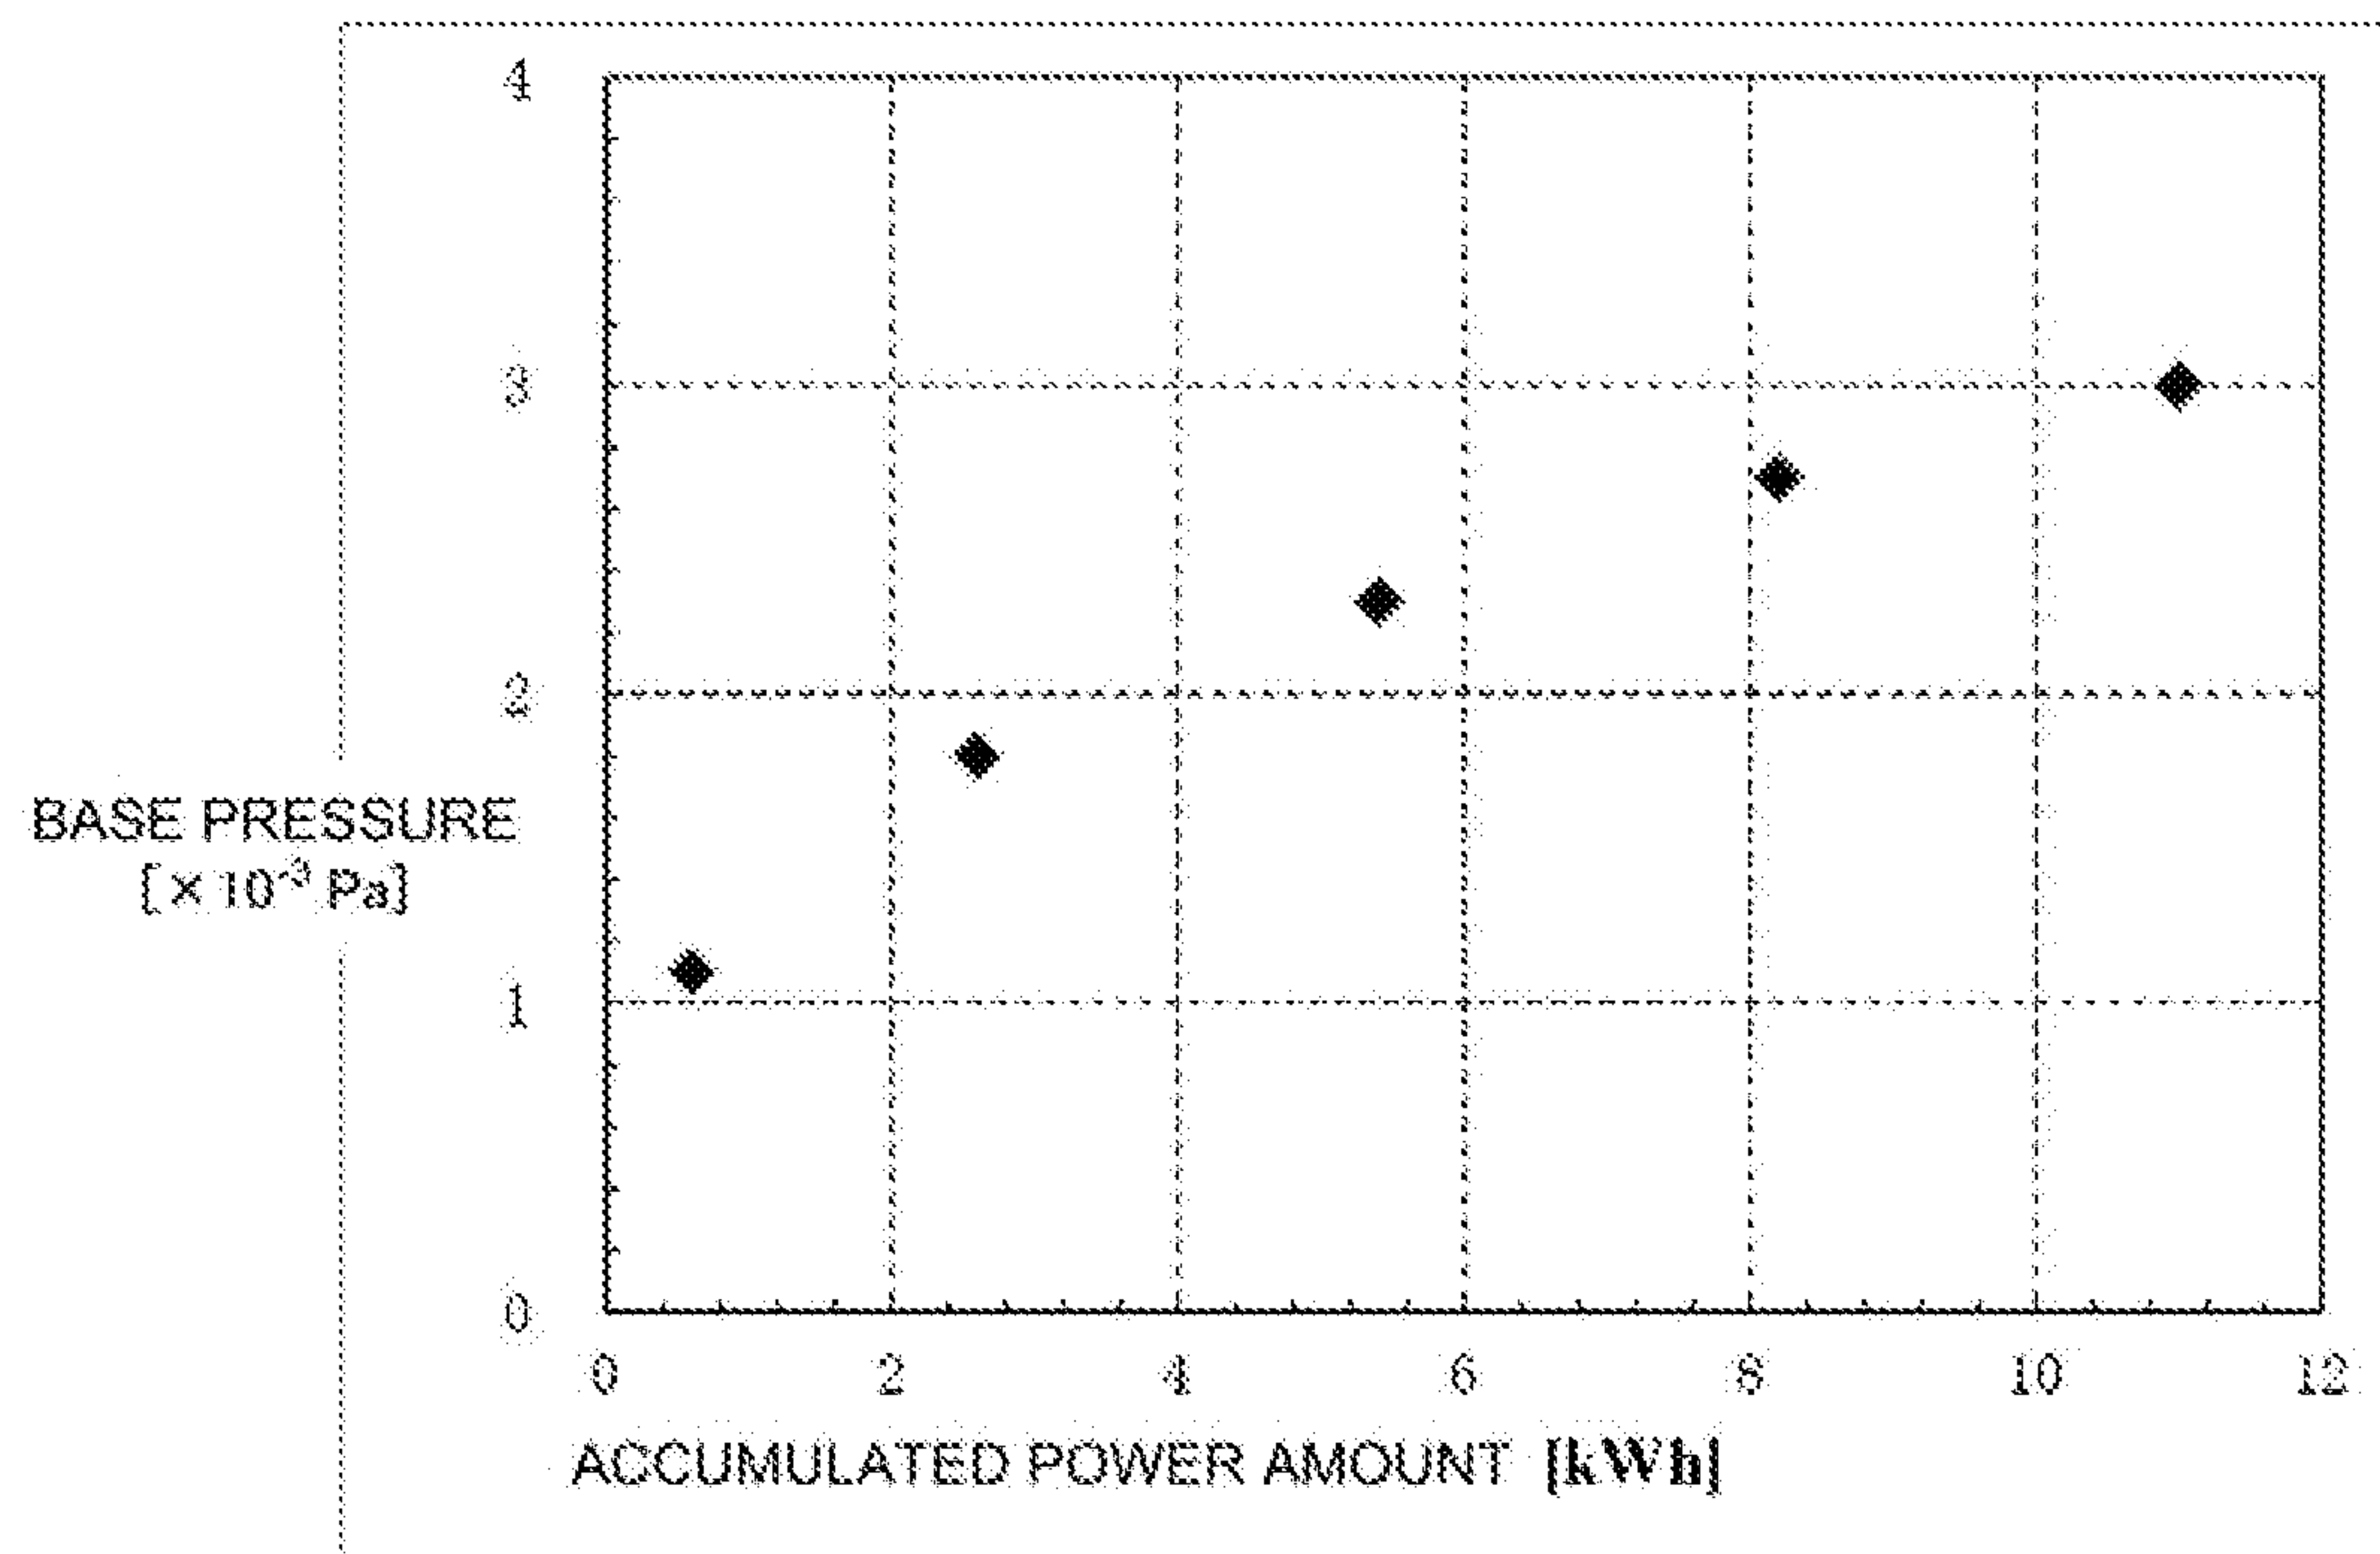 4
3
2
BASE PRESSURE
[×10⁻³ Pa]
1
0
0 2 4 6 8 10 12
ACCUMULATED POWER AMOUNT [kWh]